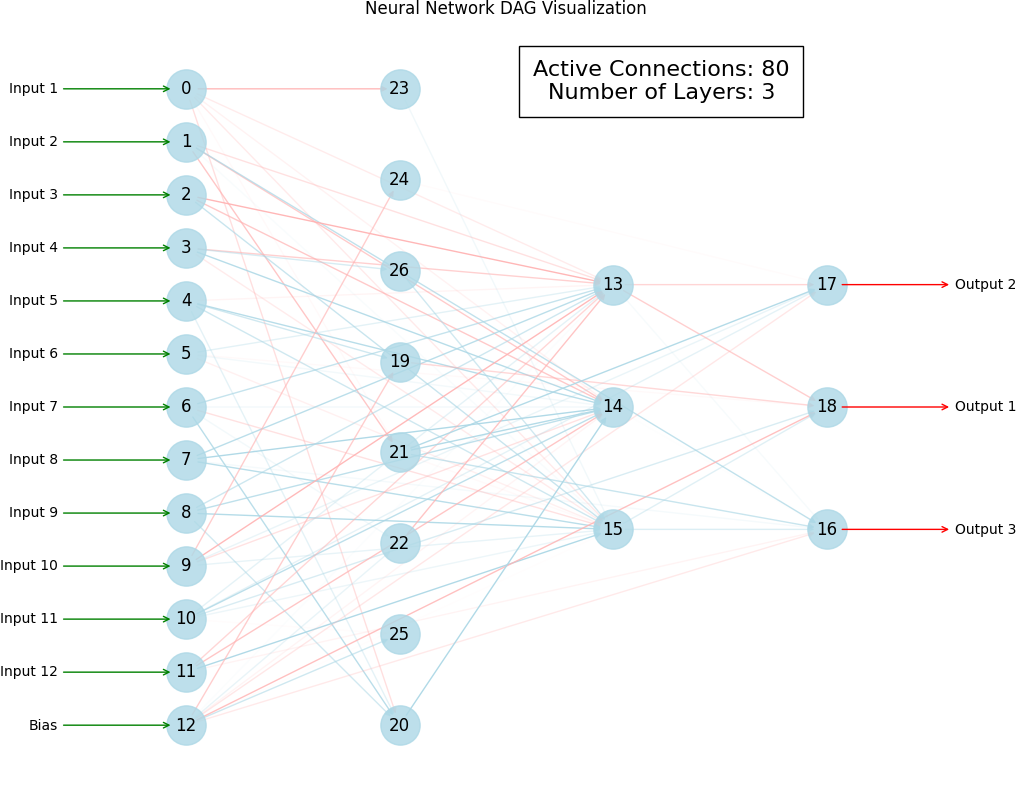 Neural Network DAG Visualization
Active Connections: 80
Number of Layers: 3
Input 1
0
23
Input 2
1
24
Input 3
2
Input 4
3
26
Input 5
4
13
17
Output 2
Input 6
5
19
Input 7
6
14
18
Output 1
Input 8
7
21
Input 9
8
15
16
Output 3
22
Input 10
9
Input 11
10
25
Input 12
11
Bias
12
20